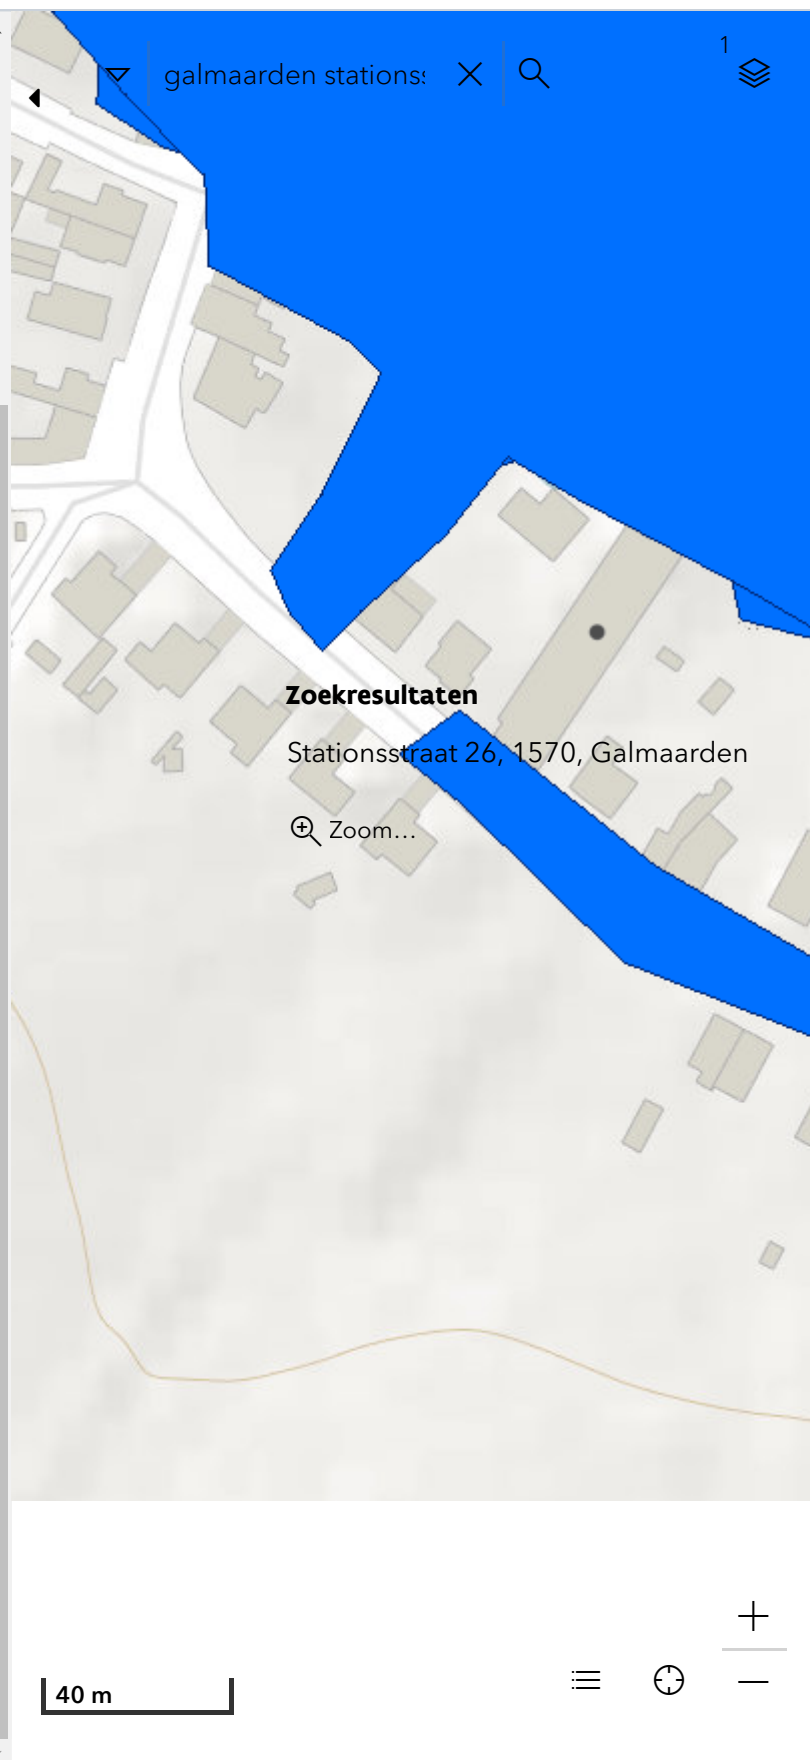 1
galmaarden stations
Zoekresultaten
Stationsstraat 26, 1570, Galmaarden
Zoom...
40 m